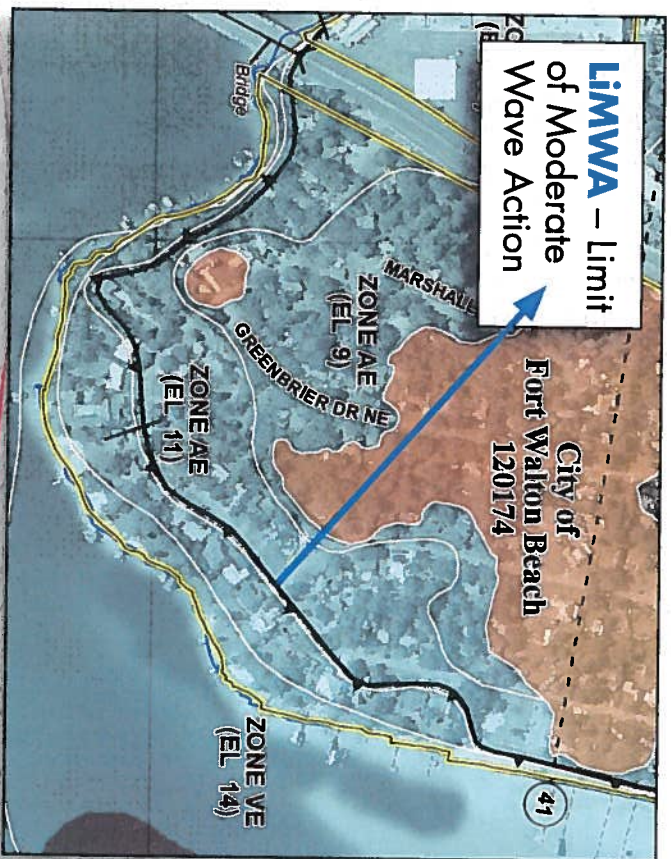 LiMWA – Limit
of Moderate
Wave Action
ZO
(E
City of
Fort Walton Beach
120174
MARSHALL
ZONE AE
(EL 9)
GREENBRIER DR NE
ZONE AE
(EL 11)
ZONE VE
(EL 14)
41
Bridge